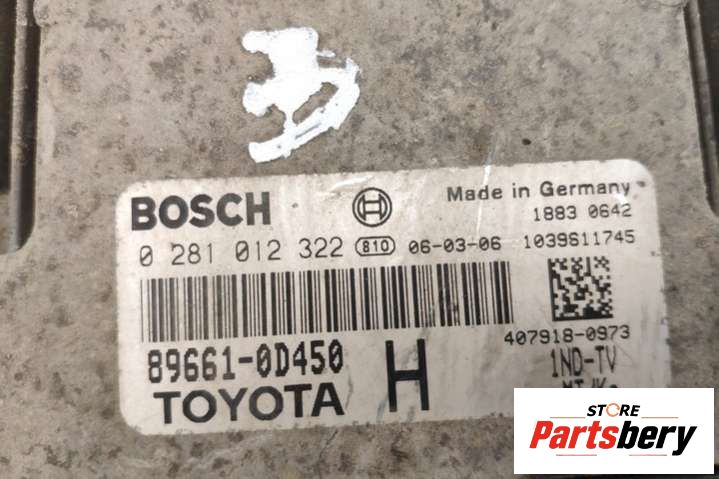 BOSCH
Made in Germany
1883 0642
0 281 012 322 810 06-03-06 1039S11745
407918-0973
89661-0D450
H
1ND-TV
TOYOTA
STORE
Partsbery